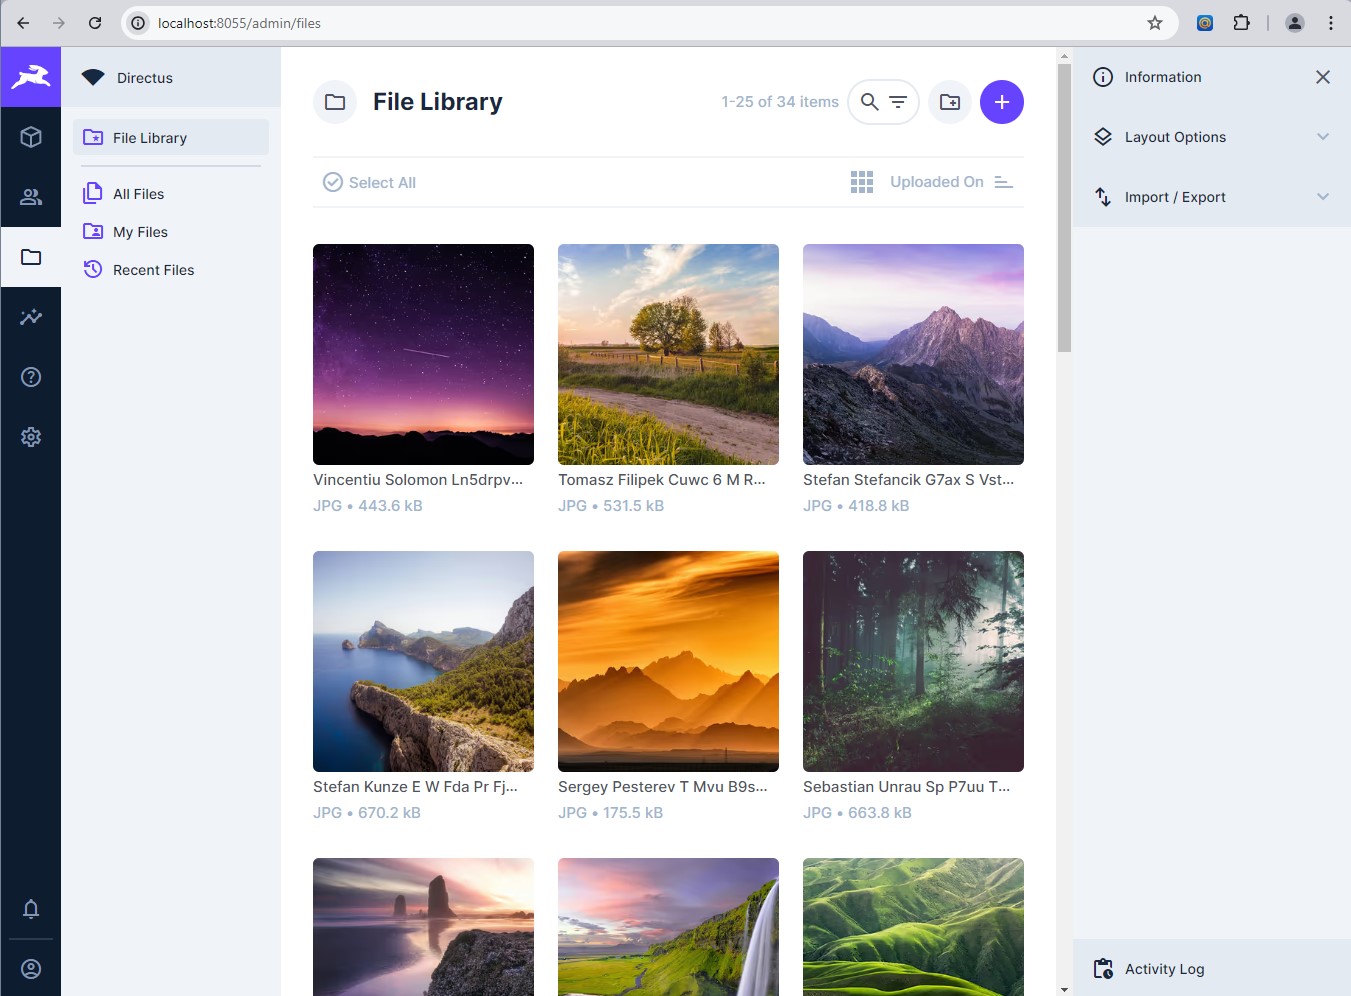 localhost:8055/admin/files
Directus
File Library
All Files
My Files
Recent Files
File Library
1-25 of 34 items
Select All
Uploaded On
Vincentiu Solomon Ln5drpv...
JPG • 443.6 kB
Tomasz Filipek Cuwc 6 M R...
JPG • 531.5 kB
Stefan Stefancik G7ax S Vst...
JPG • 418.8 kB
Stefan Kunze E W Fda Pr Fj...
JPG • 670.2 kB
Sergey Pesterev T Mvu B9s...
JPG • 175.5 kB
Sebastian Unrau Sp P7uu T...
JPG • 663.8 kB
Information
Layout Options
Import / Export
Activity Log